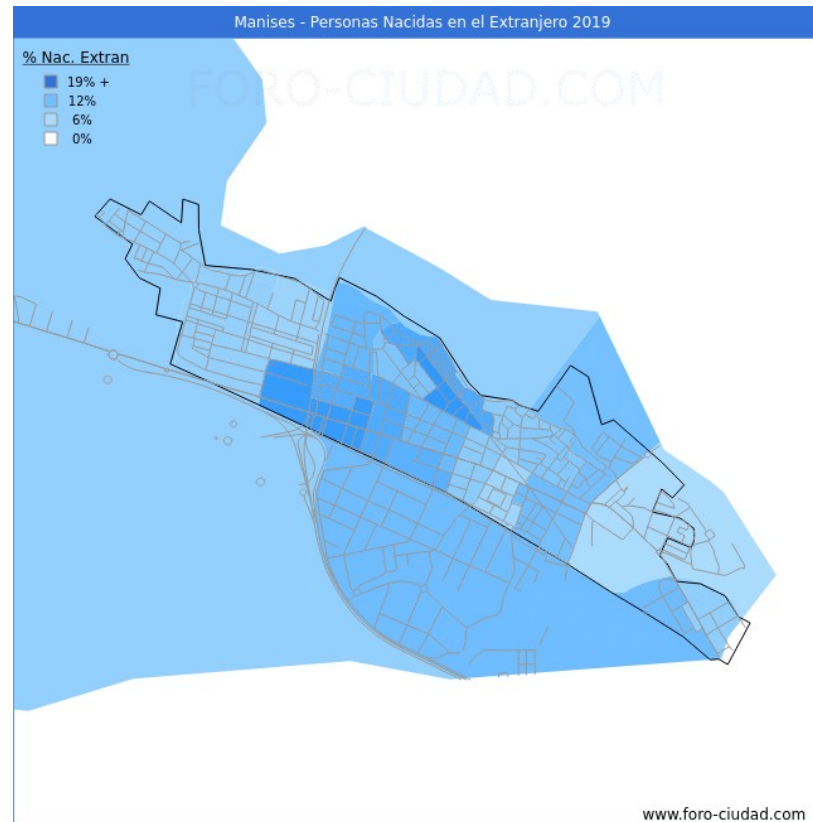 Manises - Personas Nacidas en el Extranjero 2019
% Nac. Extran
19% +
12%
6%
0%
FORO-CIUDAD.COM
www.foro-ciudad.com